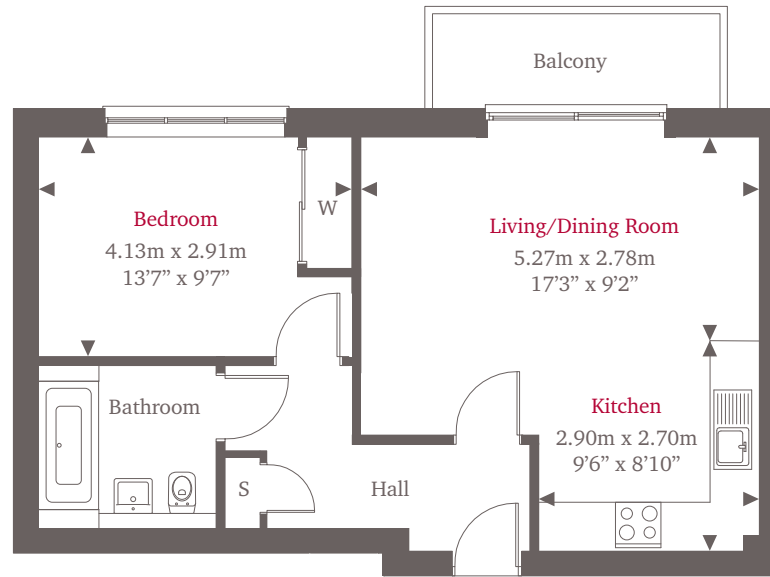 Balcony
Bedroom
4.13m x 2.91m
13’7” x 9’7”
W
Living/Dining Room
5.27m x 2.78m
17’3” x 9’2”
Bathroom
Kitchen
2.90m x 2.70m
9’6” x 8’10”
S
Hall